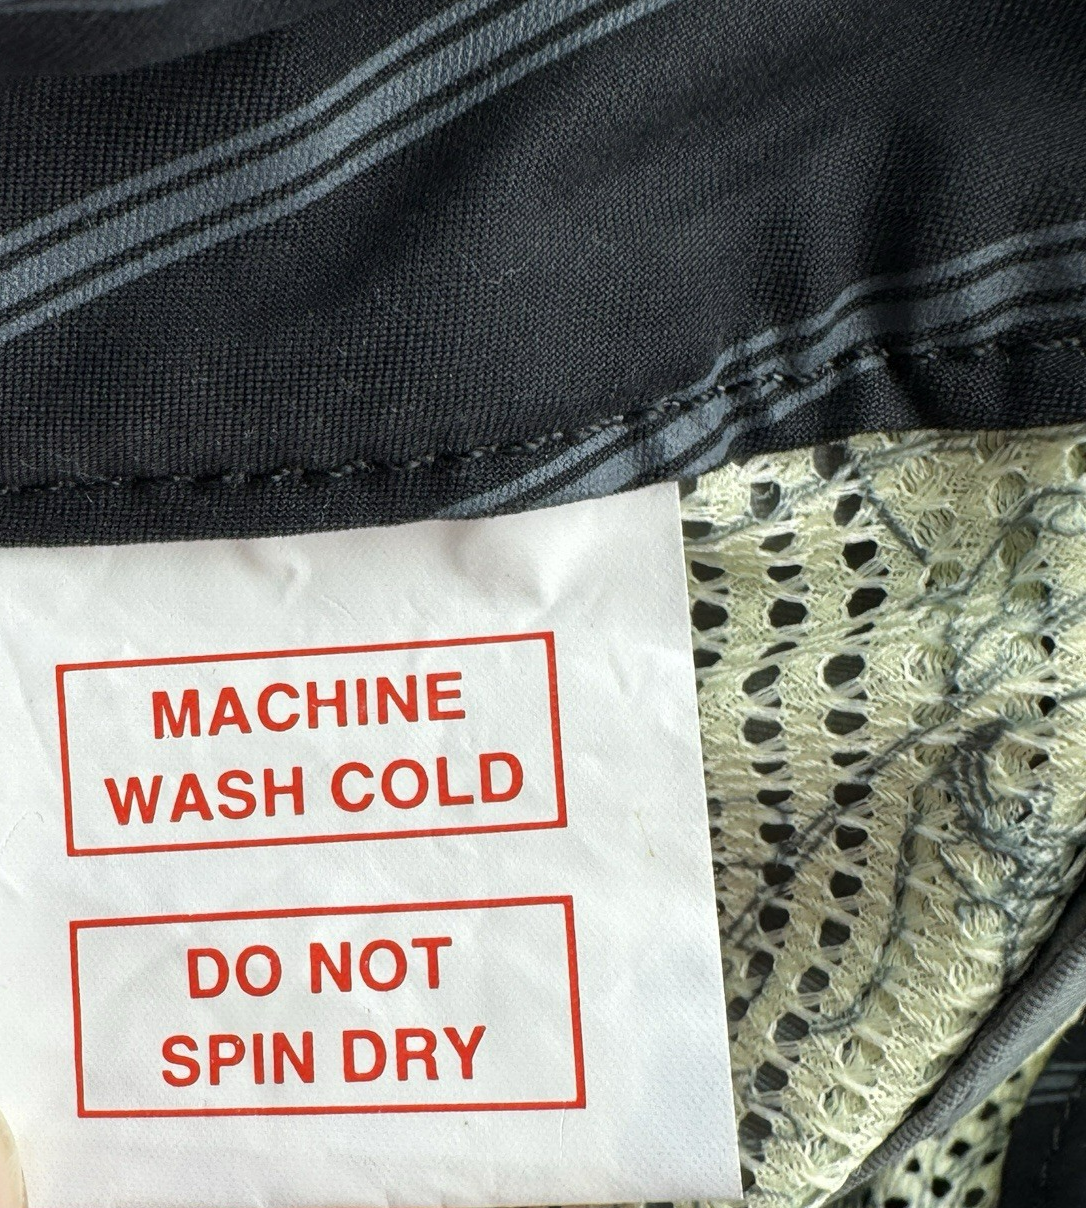 MACHINE
WASH COLD
DO NOT
SPIN DRY